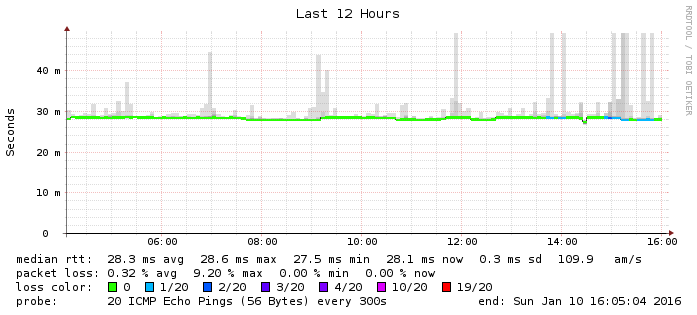 Last 12 Hours
RRDTOOL / TOBI OETIKER
Seconds
40 m
30 m
20 m
10 m
0
06:00 08:00 10:00 12:00 14:00 16:00
median rtt: 28.3 ms avg 28.6 ms max 27.5 ms min 28.1 ms now 0.3 ms sd 109.9 am/s
packet loss: 0.32 % avg 9.20 % max 0.00 % min 0.00 % now
loss color: 0 1/20 2/20 3/20 4/20 10/20 19/20
probe: 20 ICMP Echo Pings (56 Bytes) every 300s end: Sun Jan 10 16:05:04 2016